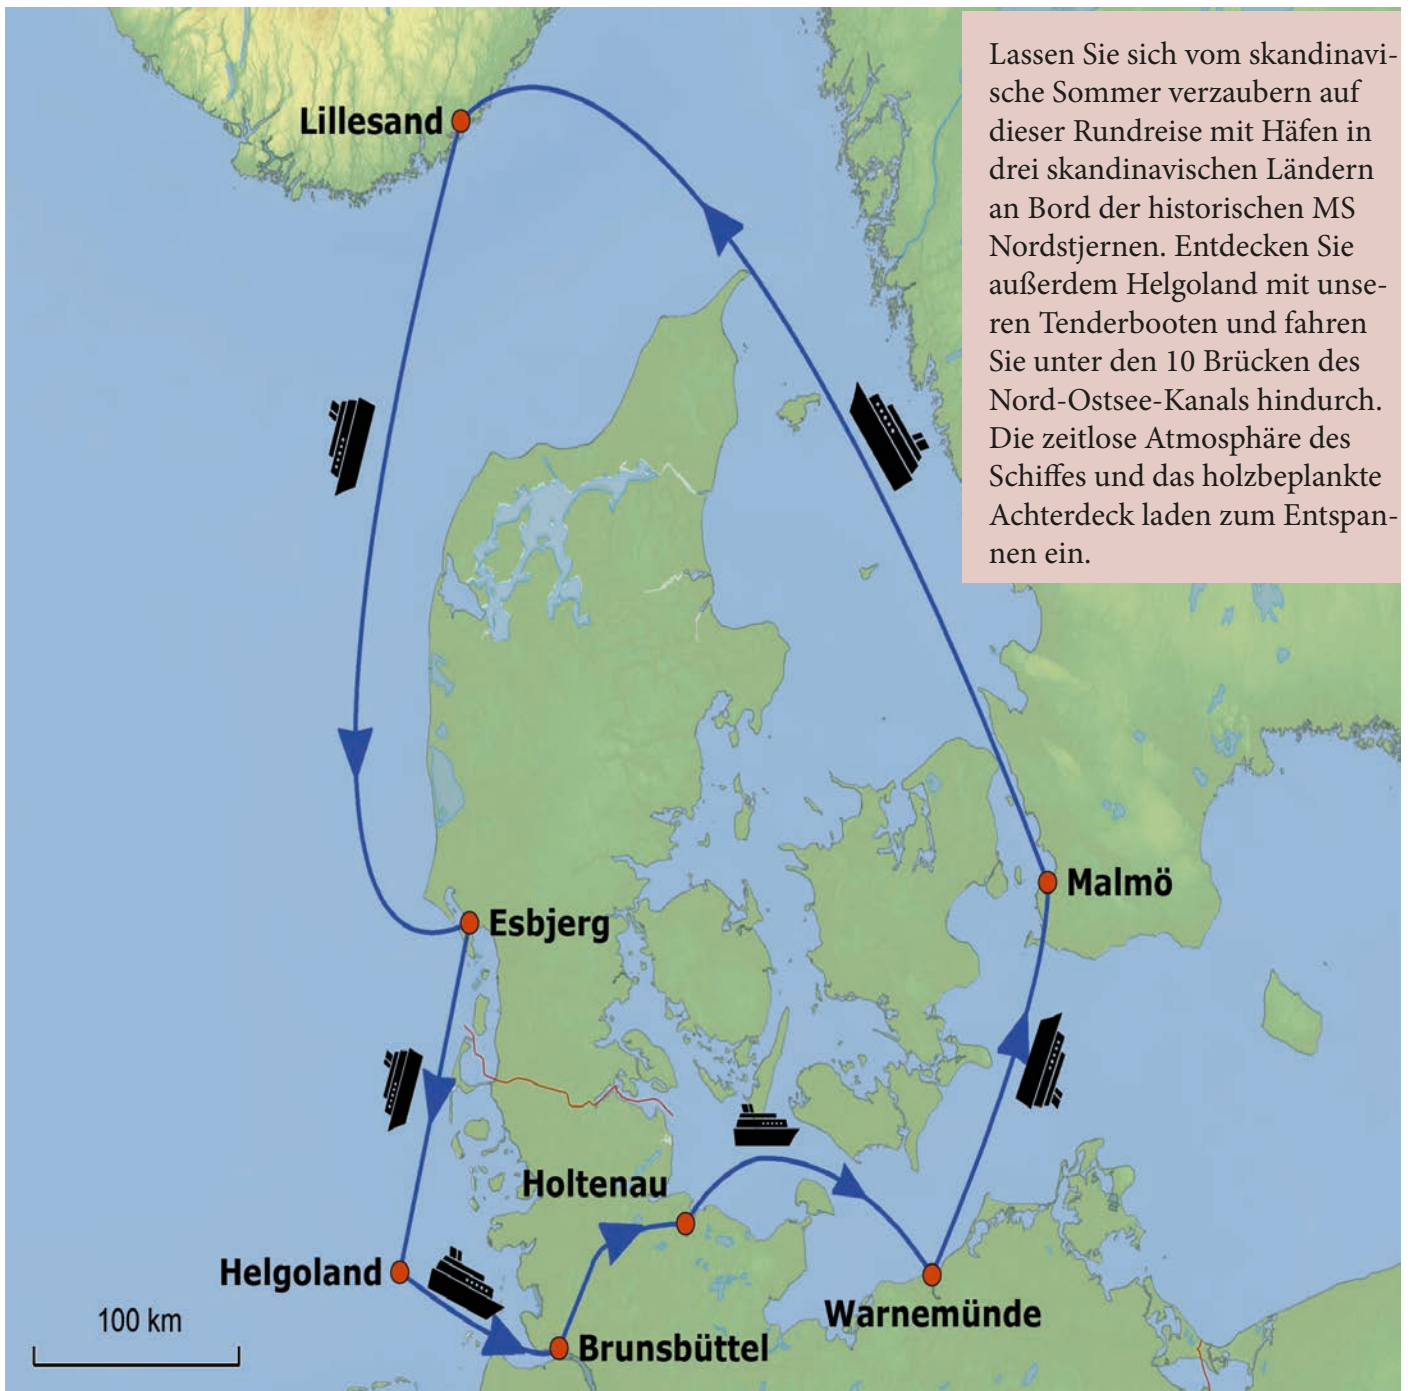 Lassen Sie sich vom skandinavi-
sche Sommer verzaubern auf
dieser Rundreise mit Häfen in
drei skandinavischen Ländern
an Bord der historischen MS
Nordstjernen. Entdecken Sie
außerdem Helgoland mit unse-
ren Tenderbooten und fahren
Sie unter den 10 Brücken des
Nord-Ostsee-Kanals hindurch.
Die zeitlose Atmosphäre des
Schiffes und das holzbeplankte
Achterdeck laden zum Entspan-
nen ein.
Lillesand
Malmö
Esbjerg
Holtenau
Helgoland
Warnemünde
100 km
Brunsbüttel